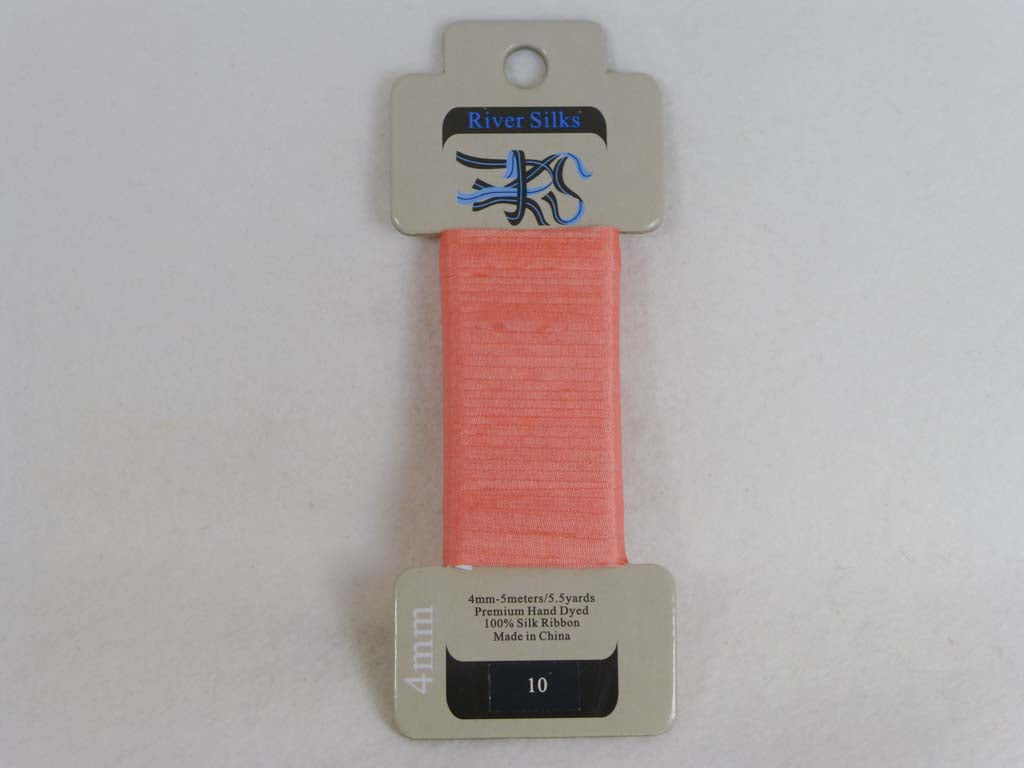 River Silks
4mm-5meters/5.5yards
Premium Hand Dyed
100% Silk Ribbon
Made in China
4mm
10